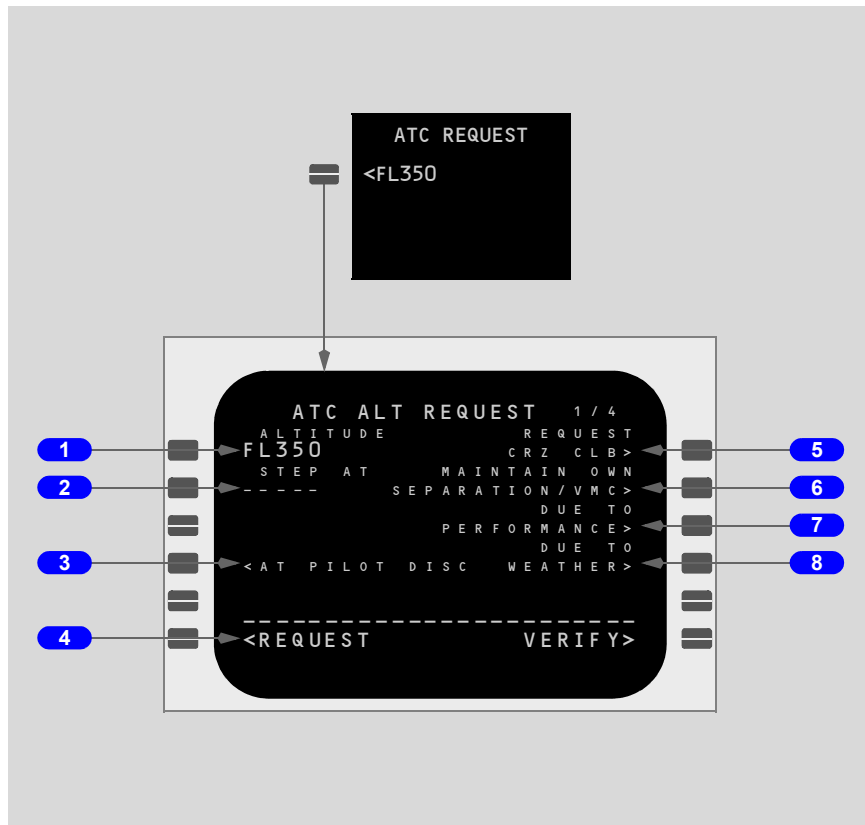 ATC REQUEST
<FL350
ATC ALT REQUEST 1/4
ALTITUDE REQUEST
1 FL350 CRZ CLB> 5
STEP AT MAINTAIN OWN
2 ----- SEPARATION/VMC> 6
DUE TO
PERFORMANCE> 7
DUE TO
3 <AT PILOT DISC WEATHER> 8
------------------------
4 <REQUEST VERIFY>